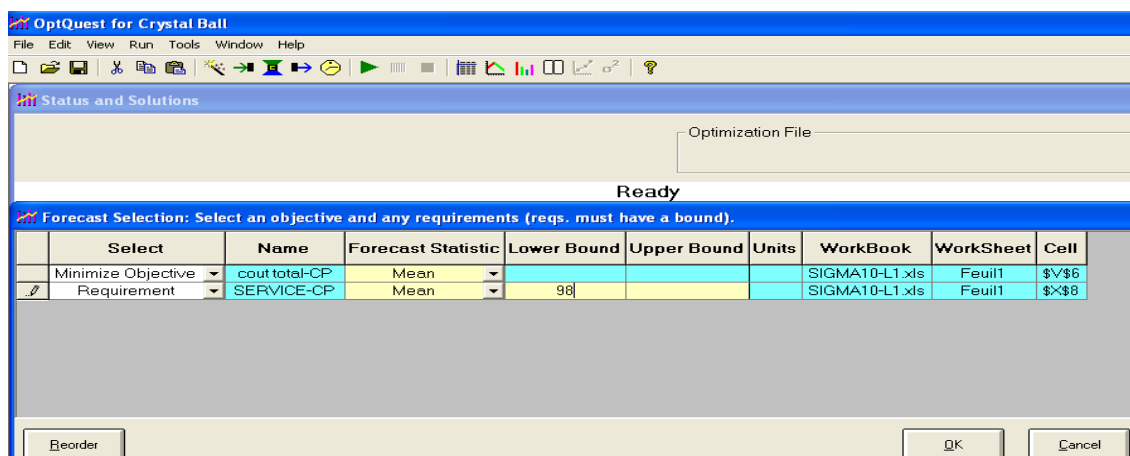 OptQuest for Crystal Ball
File Edit View Run Tools Window Help
Status and Solutions
Optimization File
Ready
Forecast Selection: Select an objective and any requirements (reqs. must have a bound).
Select Name Forecast Statistic Lower Bound Upper Bound Units WorkBook WorkSheet Cell
Minimize Objective cout total-CP Mean SIGMA10-L1.xls Feuil1 $V$6
Requirement SERVICE-CP Mean 98 SIGMA10-L1.xls Feuil1 $X$8
Reorder OK Cancel